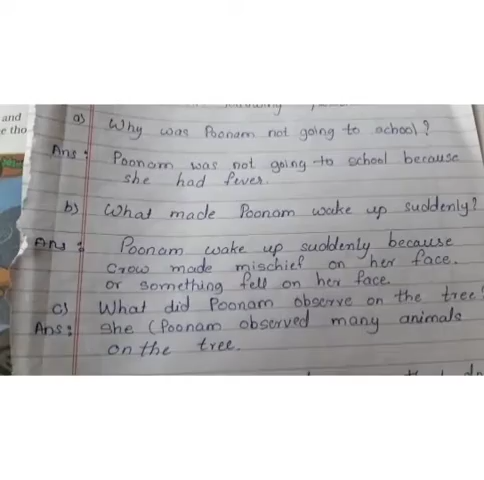 and
e tho
a) Why was Poonam not going to school?
Ans: Poonam was not going to school because
she had fever.
b) What made Poonam wake up suddenly?
Ans: Poonam wake up suddenly because
Crow made mischief on her face.
or something fell on her face.
c) What did Poonam observe on the tree?
Ans: She (Poonam observed many animals
on the tree.